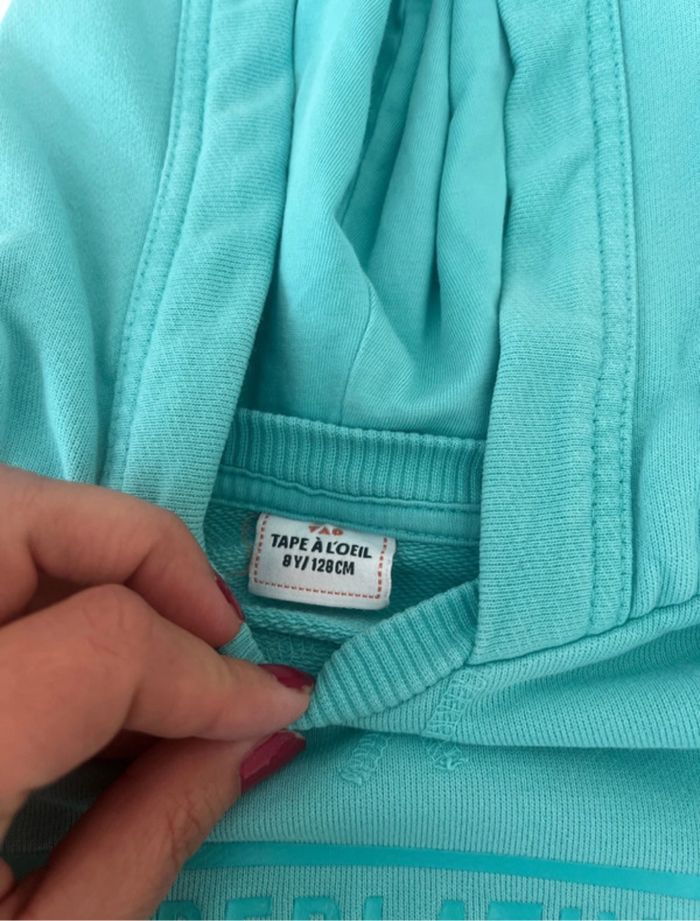 TAO
TAPE À L'OEIL
8Y/128CM